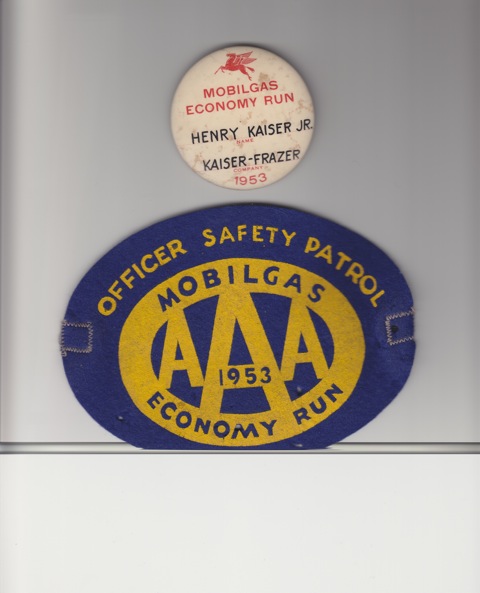 MOBILGAS
ECONOMY RUN
HENRY KAISER JR.
NAME
KAISER-FRAZER
COMPANY
1953
OFFICER SAFETY PATROL
MOBILGAS
AAA
1953
ECONOMY RUN